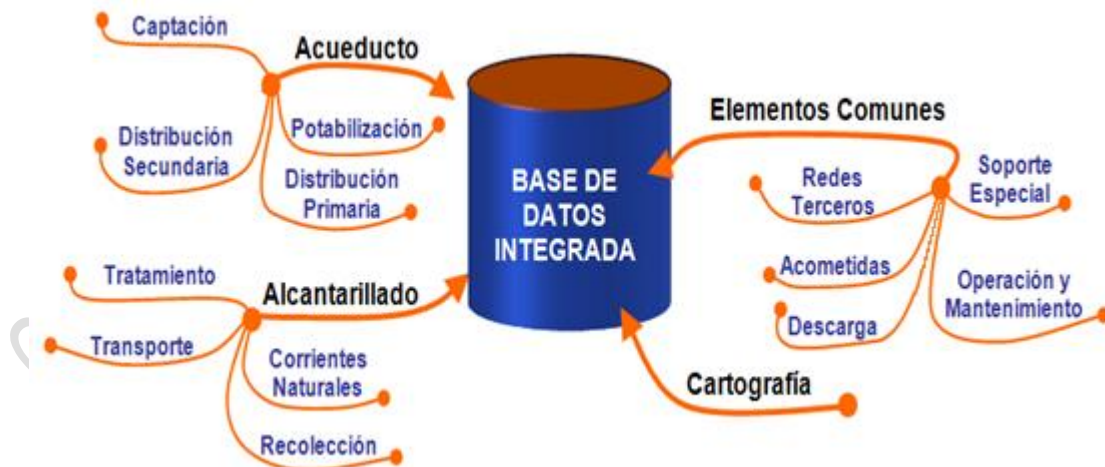 Captación
Acueducto
Distribución
Secundaria
Potabilización
Distribución
Primaria
Tratamiento
Alcantarillado
Transporte
Corrientes
Naturales
Recolección
BASE DE
DATOS
INTEGRADA
Elementos Comunes
Redes
Terceros
Soporte
Especial
Acometidas
Operación y
Mantenimiento
Descarga
Cartografía